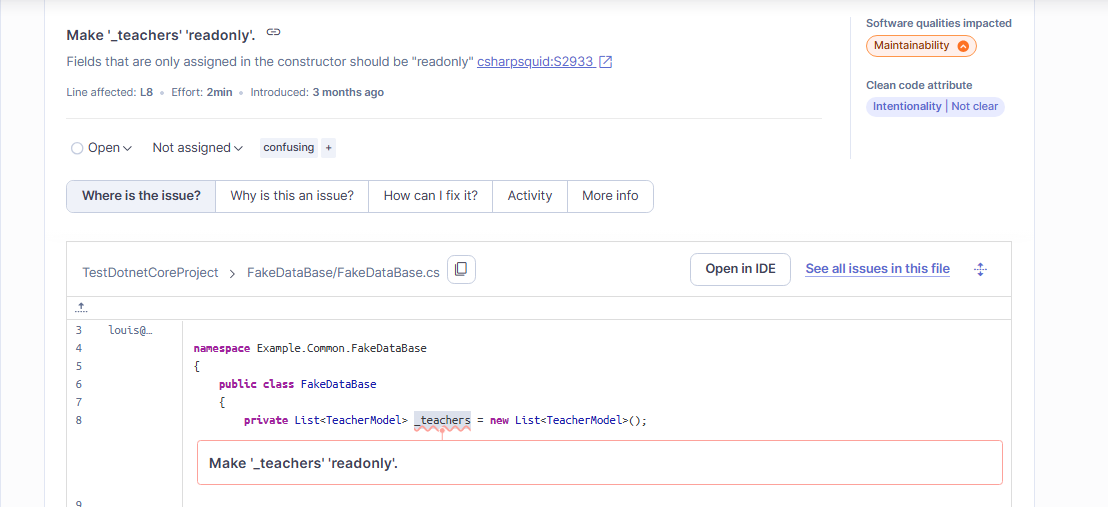 Make '_teachers' 'readonly'.
Fields that are only assigned in the constructor should be "readonly" csharpsquid:S2933
Line affected: L8 • Effort: 2min • Introduced: 3 months ago
Software qualities impacted
Maintainability
Clean code attribute
Intentionality | Not clear
Open Not assigned confusing +
Where is the issue? Why is this an issue? How can I fix it? Activity More info
TestDotnetCoreProject > FakeDataBase/FakeDataBase.cs Open in IDE See all issues in this file
3 louis@…
4 namespace Example.Common.FakeDataBase
5 {
6 public class FakeDataBase
7 {
8 private List<TeacherModel> _teachers = new List<TeacherModel>();
Make '_teachers' 'readonly'.
9